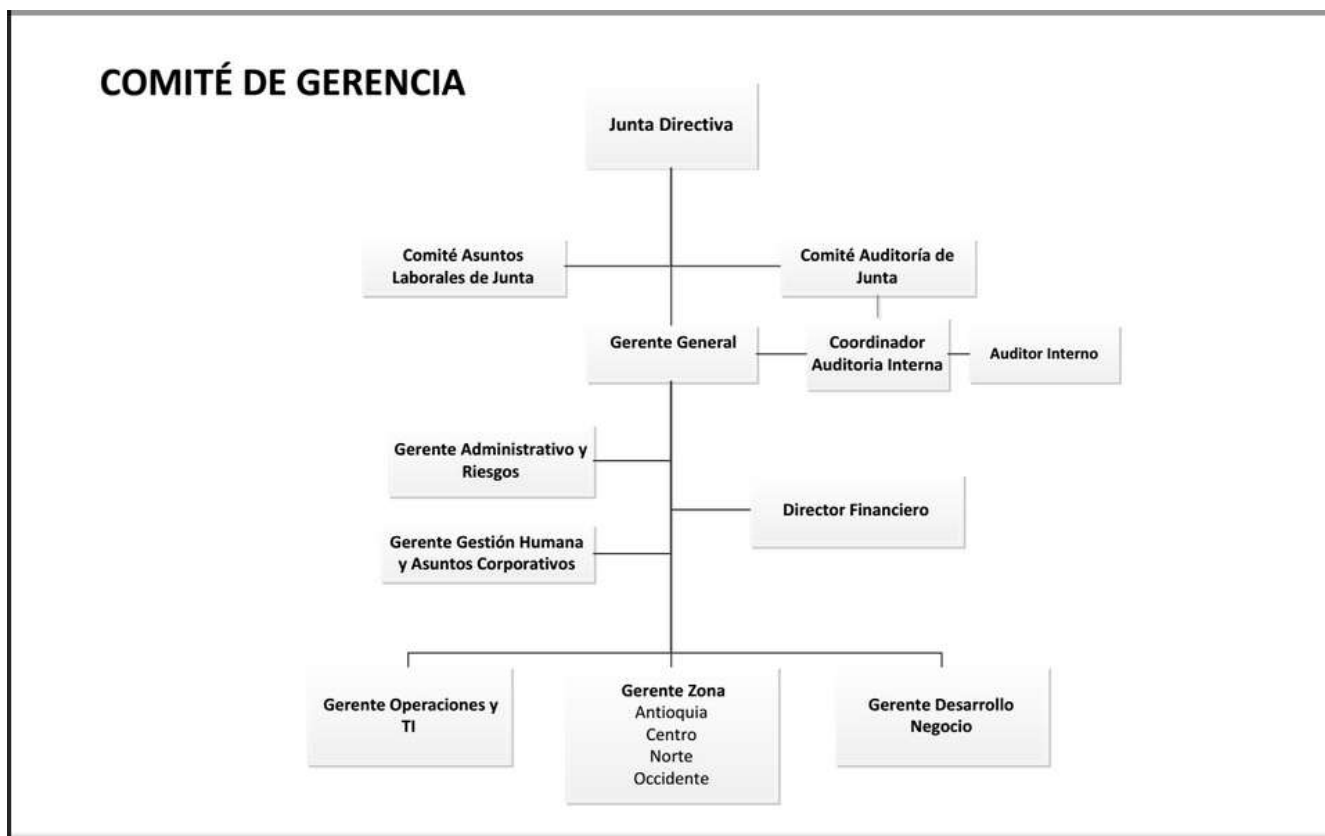 COMITÉ DE GERENCIA
Junta Directiva
Comité Asuntos
Laborales de Junta
Comité Auditoría de
Junta
Gerente General
Coordinador
Auditoria Interna
Auditor Interno
Gerente Administrativo y
Riesgos
Director Financiero
Gerente Gestión Humana
y Asuntos Corporativos
Gerente Operaciones y
TI
Gerente Zona
Antioquia
Centro
Norte
Occidente
Gerente Desarrollo
Negocio